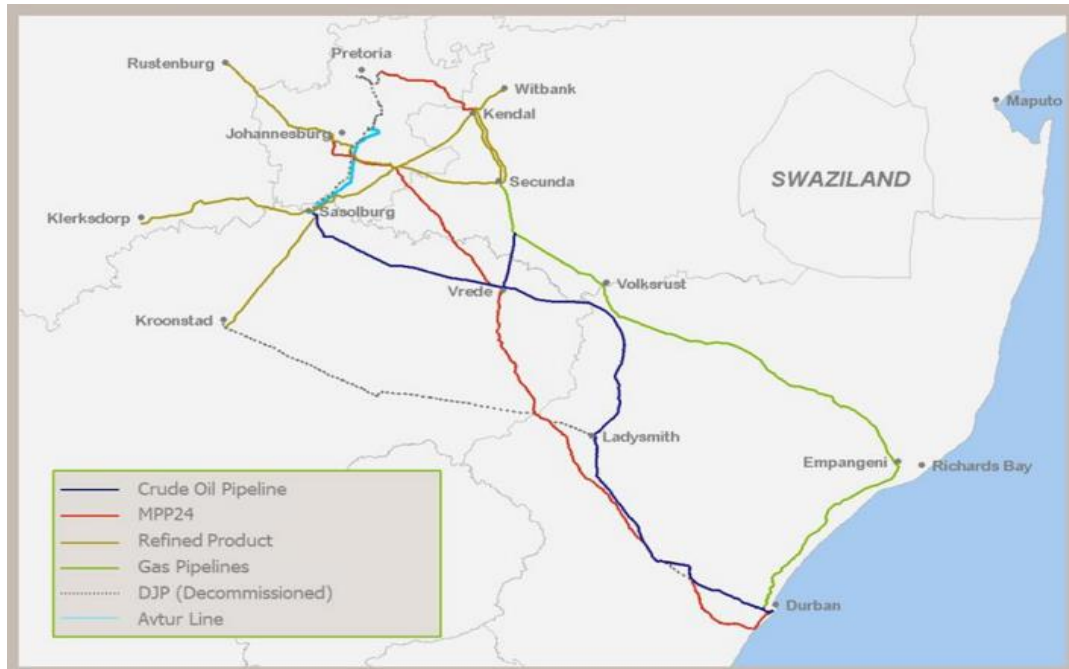 Pretoria
Rustenburg
Witbank
Maputo
Kendal
Johannesburg
Secunda
SWAZILAND
Klerksdorp
Sasolburg
Volksrust
Vrede
Kroonstad
Ladysmith
Empangeni
Richards Bay
Crude Oil Pipeline
MPP24
Refined Product
Gas Pipelines
DJP (Decommissioned)
Avtur Line
Durban